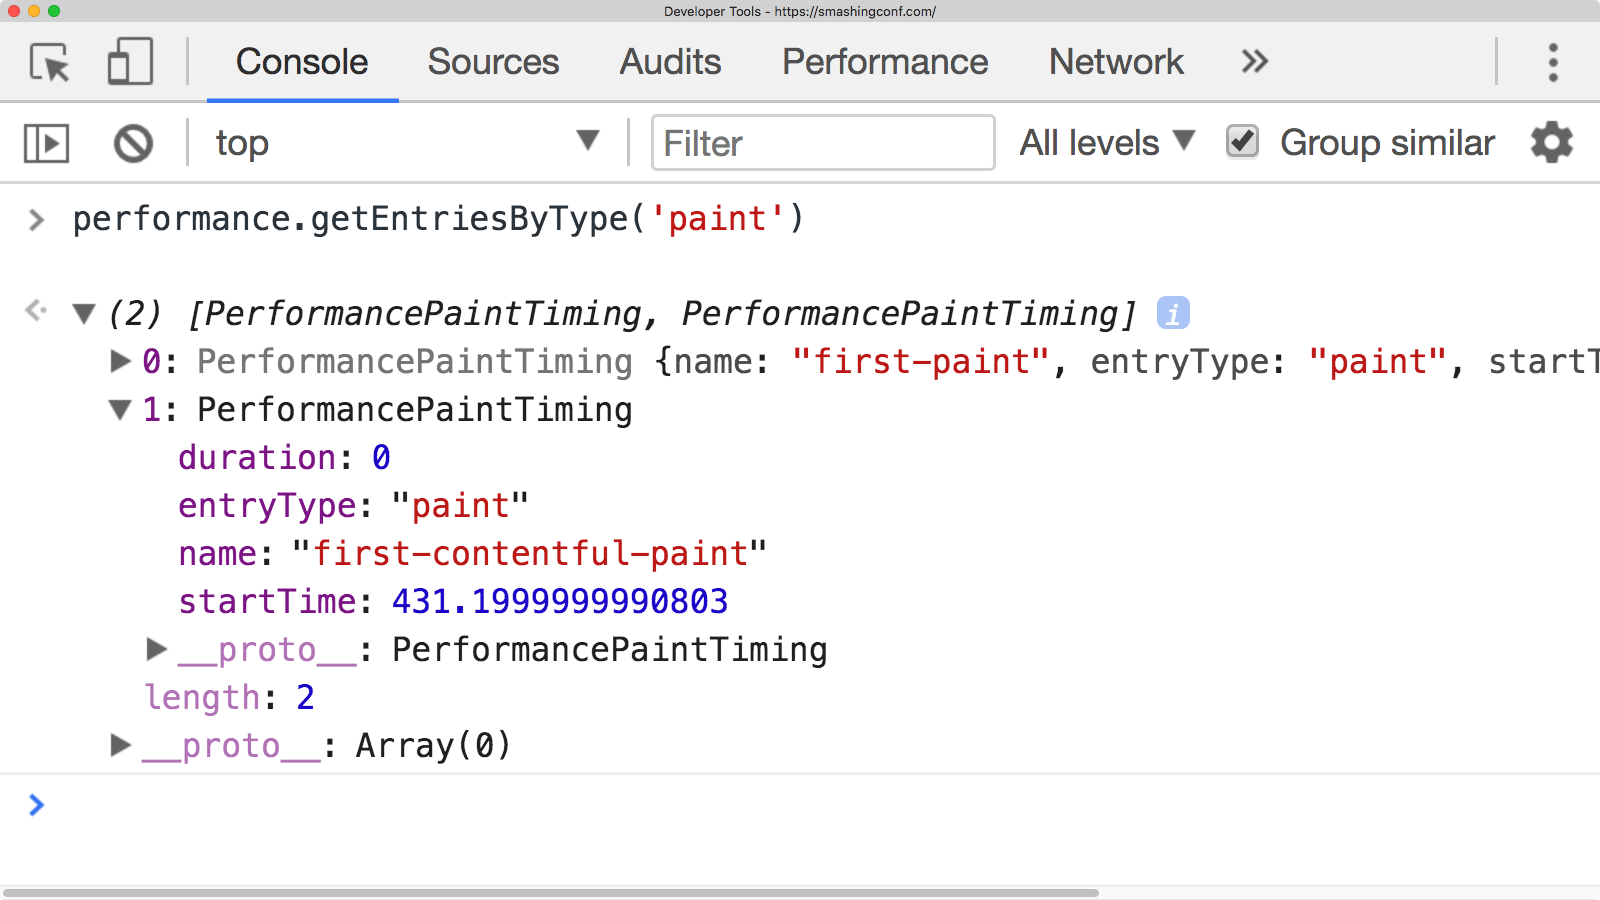 Developer Tools - https://smashingconf.com/
Console Sources Audits Performance Network
top Filter All levels Group similar
performance.getEntriesByType('paint')
(2) [PerformancePaintTiming, PerformancePaintTiming] i
0: PerformancePaintTiming {name: "first-paint", entryType: "paint", startT
1: PerformancePaintTiming
duration: 0
entryType: "paint"
name: "first-contentful-paint"
startTime: 431.1999999990803
__proto__: PerformancePaintTiming
length: 2
__proto__: Array(0)